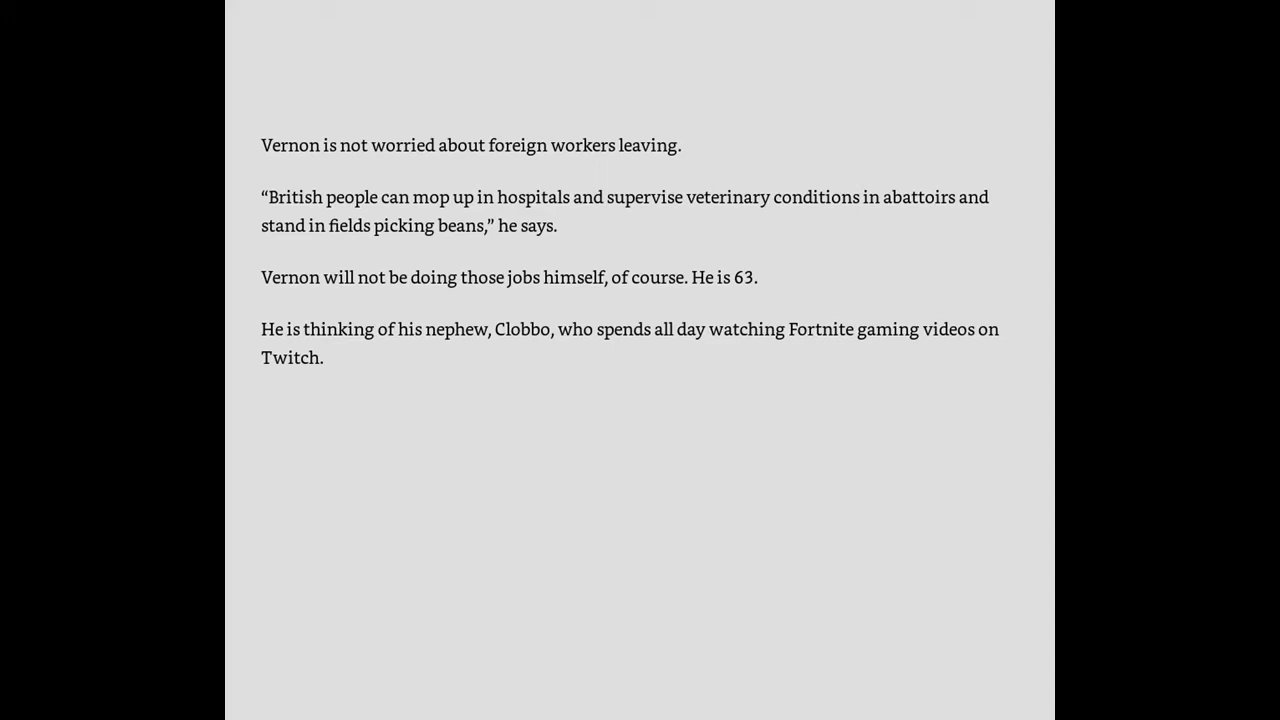 Vernon is not worried about foreign workers leaving.
“British people can mop up in hospitals and supervise veterinary conditions in abattoirs and
stand in fields picking beans,” he says.
Vernon will not be doing those jobs himself, of course. He is 63.
He is thinking of his nephew, Clobbo, who spends all day watching Fortnite gaming videos on
Twitch.